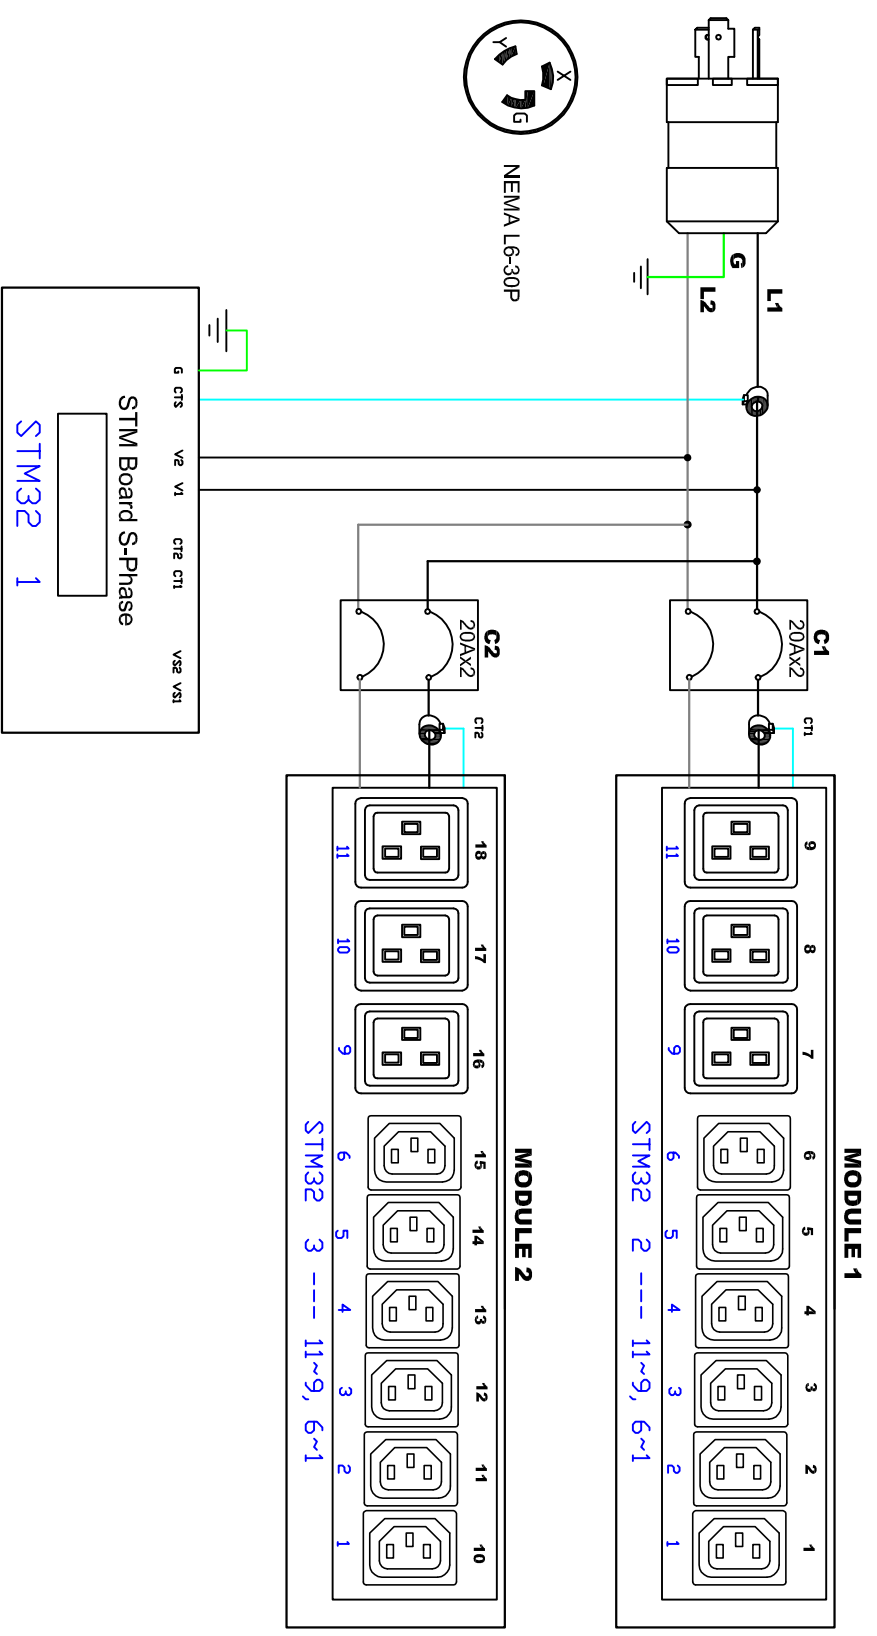 X
Y
G
NEMA L6-30P
G
L1
L2
G
CTS
V2
V1
CT2
CT1
VS2
VS1
STM Board S-Phase
STM32 1
C1
20Ax2
C2
20Ax2
CT1
CT2
MODULE 1
9
8
7
6
5
4
3
2
1
11
10
9
6
5
4
3
2
1
STM32 2 --- 11~9, 6~1
MODULE 2
18
17
16
15
14
13
12
11
10
11
10
9
6
5
4
3
2
1
STM32 3 --- 11~9, 6~1